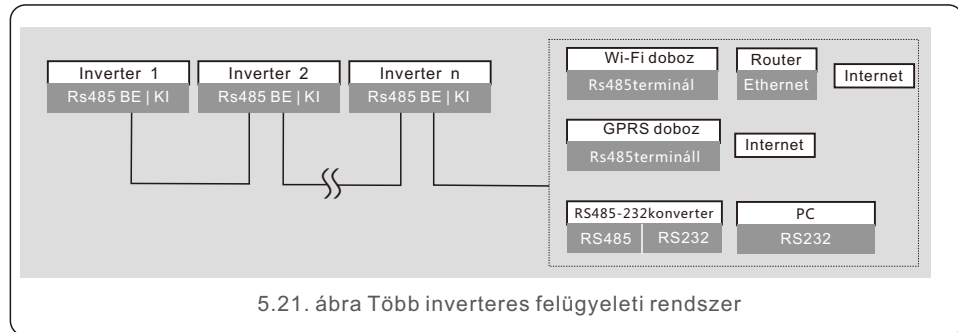 Inverter 1
Rs485 BE | KI
Inverter 2
Rs485 BE | KI
Inverter n
Rs485 BE | KI
Wi-Fi doboz
Rs485terminál
Router
Ethernet
Internet
GPRS doboz
Rs485termináll
Internet
RS485-232konverter
RS485 RS232
PC
RS232
5.21. ábra Több inverteres felügyeleti rendszer